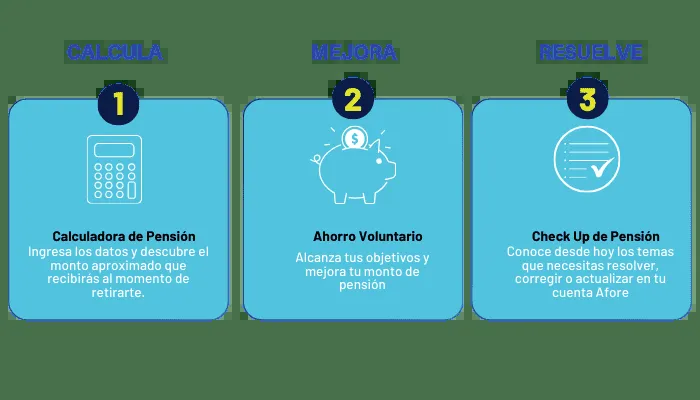 CALCULA
1
Calculadora de Pensión
Ingresa los datos y descubre el
monto aproximado que
recibirás al momento de
retirarte.
MEJORA
2
$
Ahorro Voluntario
Alcanza tus objetivos y
mejora tu monto de
pensión
RESUELVE
3
Check Up de Pensión
Conoce desde hoy los temas
que necesitas resolver,
corregir o actualizar en tu
cuenta Afore